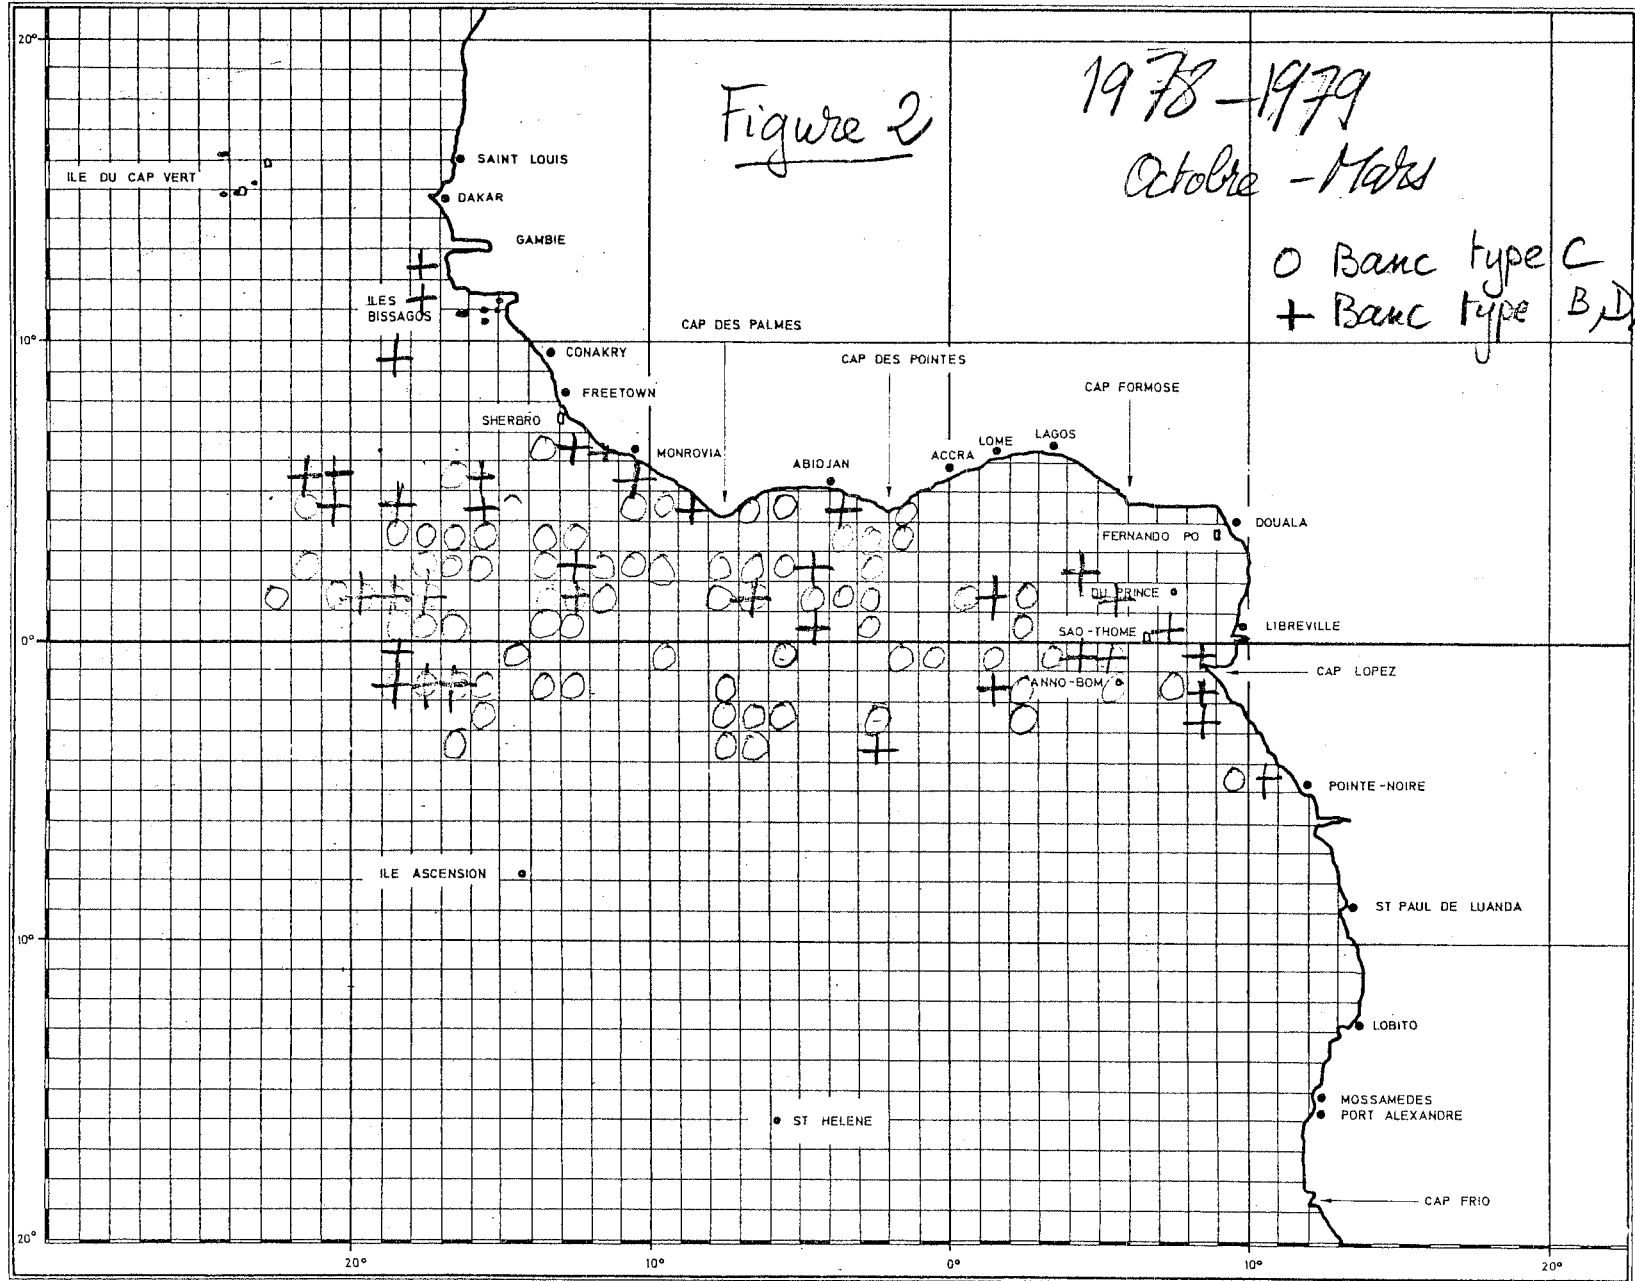 Figure 2
1978-1979
Octobre - Mars
O Banc type C
+ Banc type B,D,
20°
SAINT LOUIS
ILE DU CAP VERT
DAKAR
GAMBIE
ILES
BISSAGOS
CAP DES PALMES
10°
CONAKRY
CAP DES POINTES
CAP FORMOSE
FREETOWN
SHERBRO
MONROVIA
ABIDJAN
ACCRA
LOME
LAGOS
DOUALA
FERNANDO PO
DU PRINCE
0°
SAO-THOME
LIBREVILLE
CAP LOPEZ
ANNO-BOM
POINTE-NOIRE
ILE ASCENSION
ST PAUL DE LUANDA
10°
LOBITO
MOSSAMEDES
PORT ALEXANDRE
ST HELENE
CAP FRIO
20°
20°
10°
0°
10°
20°